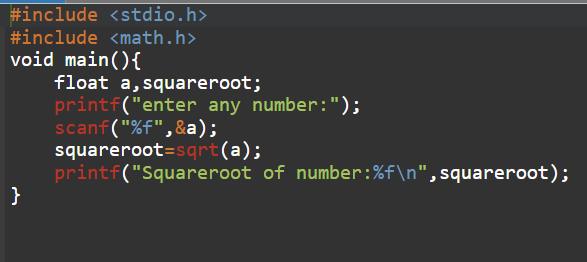 #include <stdio.h>
#include <math.h>
void main(){
    float a,squareroot;
    printf("enter any number:");
    scanf("%f",&a);
    squareroot=sqrt(a);
    printf("Squareroot of number:%f\n",squareroot);
}